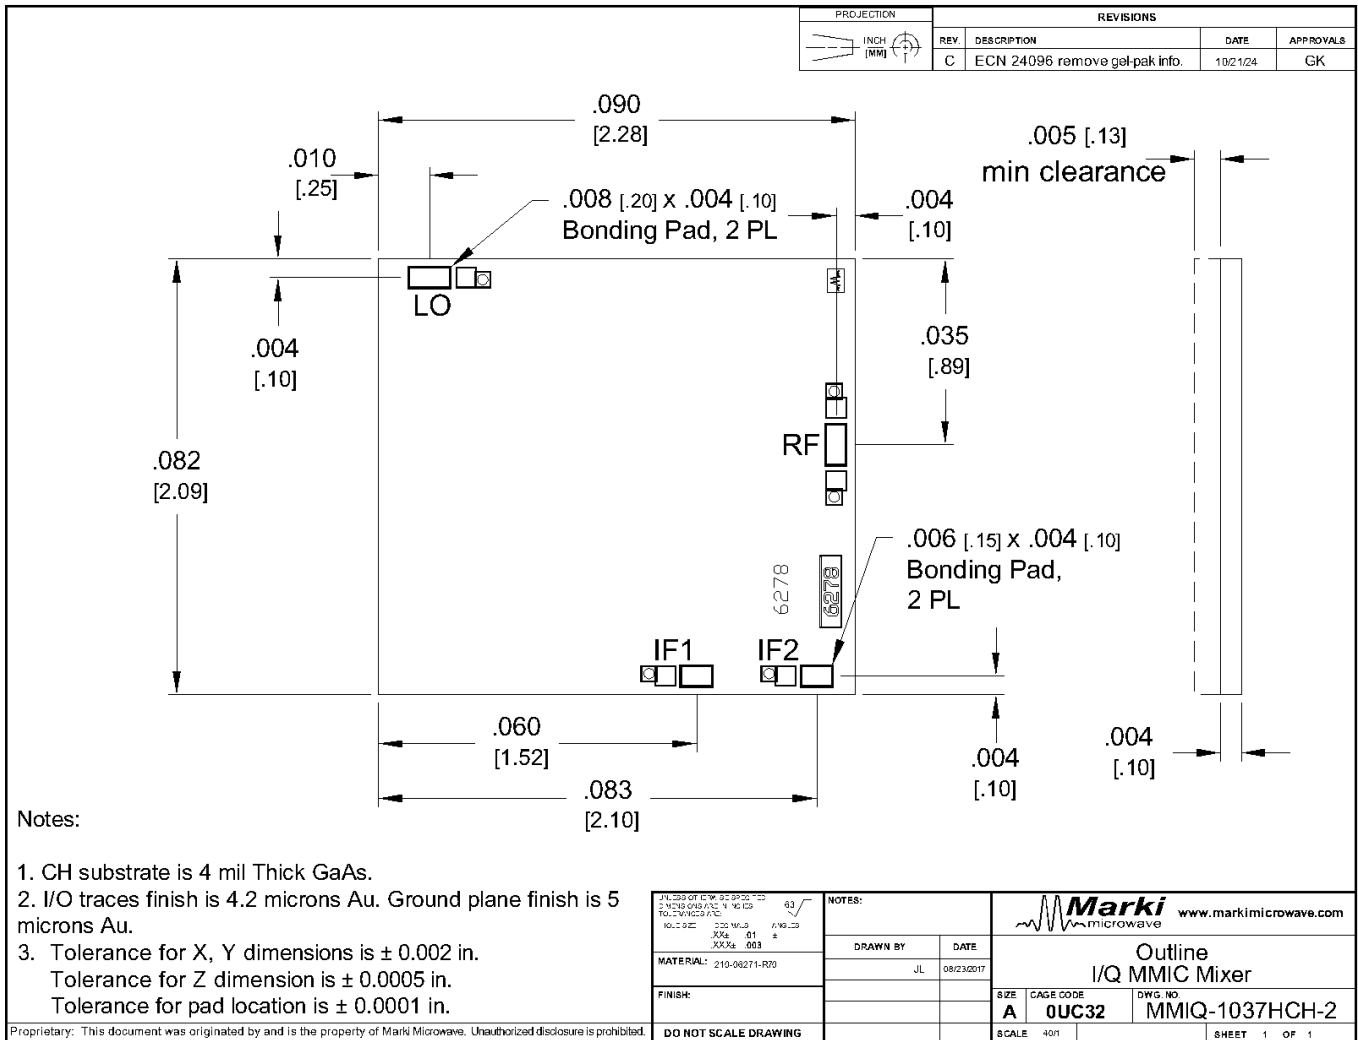 PROJECTION
INCH
[MM]
REVISIONS
REV. DESCRIPTION DATE APPROVALS
C ECN 24096 remove gel-pak info. 10/21/24 GK
.090
[2.28]
.005 [.13]
min clearance
.010
[.25]
.008 [.20] x .004 [.10]
Bonding Pad, 2 PL
.004
[.10]
LO
.004
[.10]
.035
[.89]
RF
.082
[2.09]
.006 [.15] x .004 [.10]
Bonding Pad,
2 PL
6278
6278
IF1
IF2
.060
[1.52]
.004
[.10]
.004
[.10]
.083
[2.10]
Notes:
1. CH substrate is 4 mil Thick GaAs.
2. I/O traces finish is 4.2 microns Au. Ground plane finish is 5
microns Au.
3. Tolerance for X, Y dimensions is ± 0.002 in.
Tolerance for Z dimension is ± 0.0005 in.
Tolerance for pad location is ± 0.0001 in.
Proprietary: This document was originated by and is the property of Marki Microwave. Unauthorized disclosure is prohibited.
63
.XX± .01 ±
.XXX± .003
MATERIAL: 210-06271-R70
FINISH:
DO NOT SCALE DRAWING
NOTES:
DRAWN BY DATE
JL 08/23/2017
Marki
microwave
www.markimicrowave.com
Outline
I/Q MMIC Mixer
SIZE CAGE CODE DWG. NO.
A 0UC32 MMIQ-1037HCH-2
SCALE 40/1 SHEET 1 OF 1